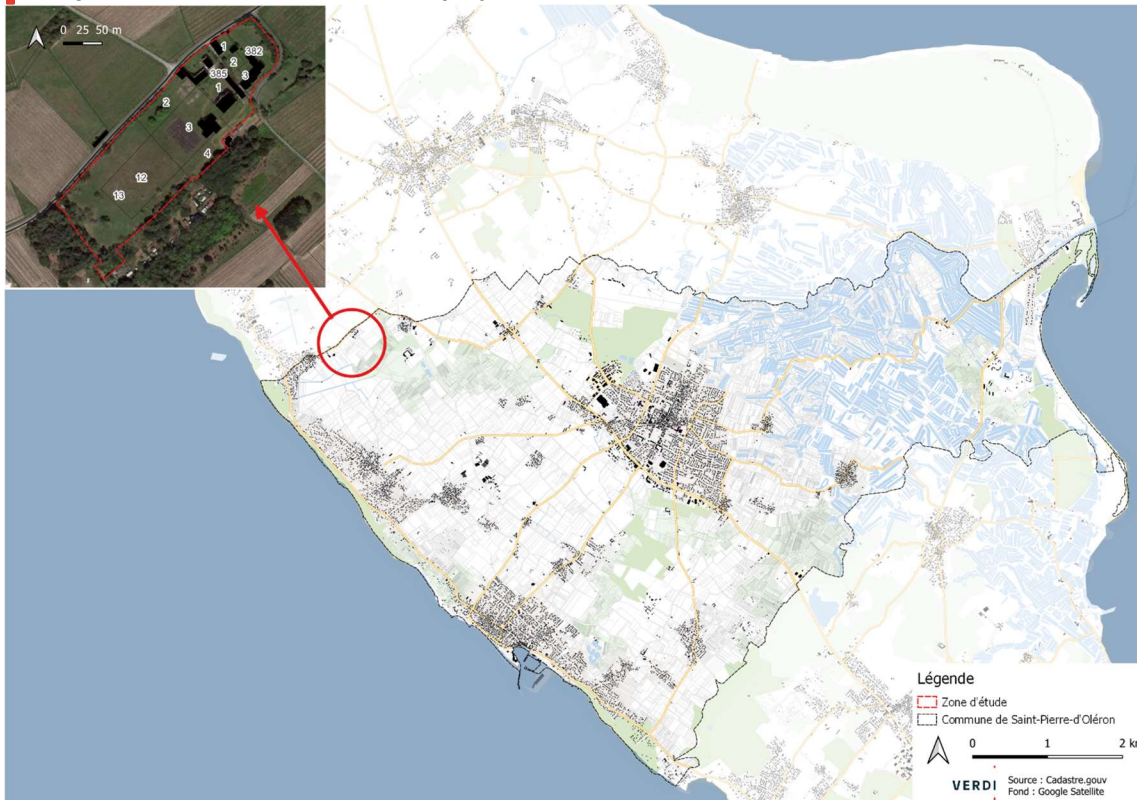 0 25 50 m
1
382
2
385
3
1
2
3
4
12
13
Légende
Zone d'étude
Commune de Saint-Pierre-d'Oléron
0 1 2 km
VERDI
Source : Cadastre.gouv
Fond : Google Satellite